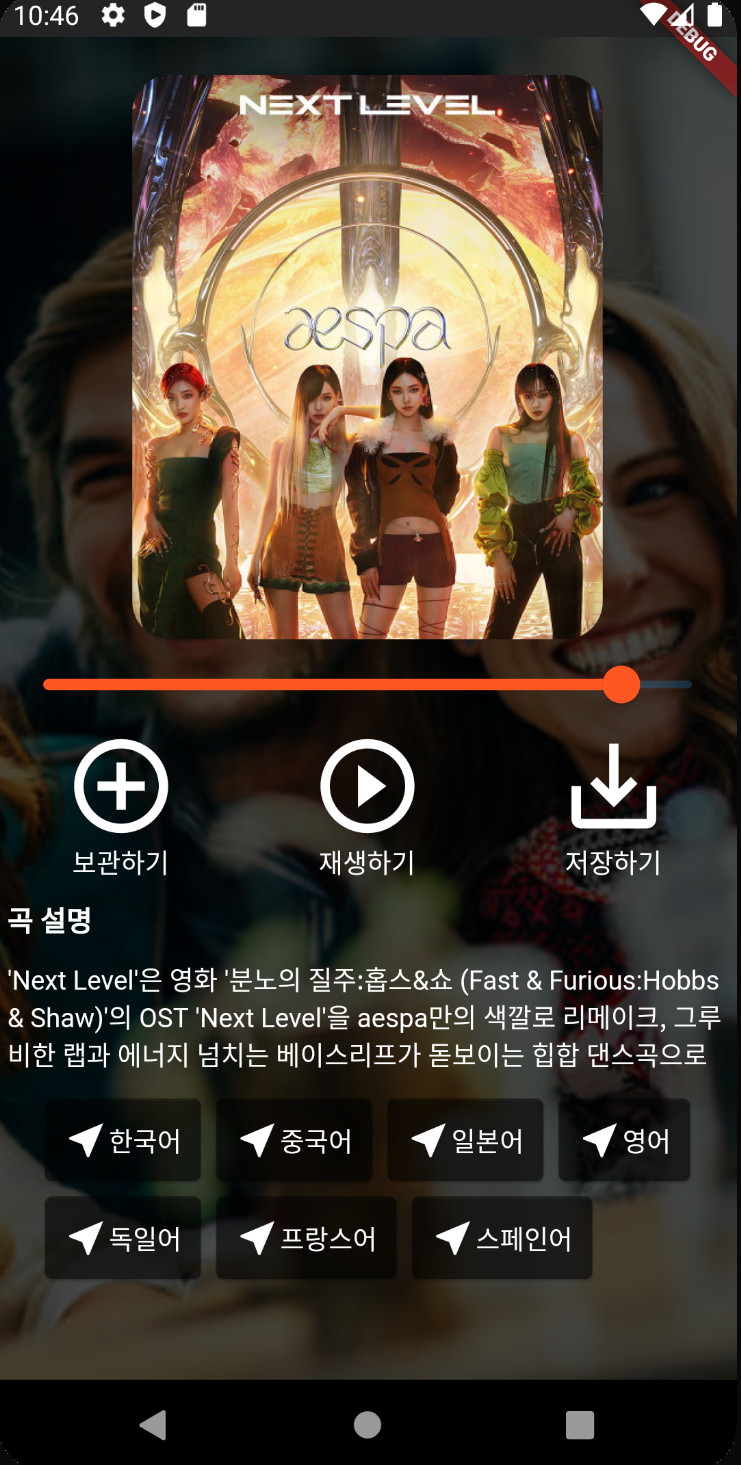 10:46
DEBUG
NEXT LEVEL
aespa
보관하기
재생하기
저장하기
곡 설명
'Next Level'은 영화 '분노의 질주:홉스&쇼 (Fast & Furious:Hobbs
& Shaw)'의 OST 'Next Level'을 aespa만의 색깔로 리메이크, 그루
비한 랩과 에너지 넘치는 베이스리프가 돋보이는 힙합 댄스곡으로
한국어
중국어
일본어
영어
독일어
프랑스어
스페인어